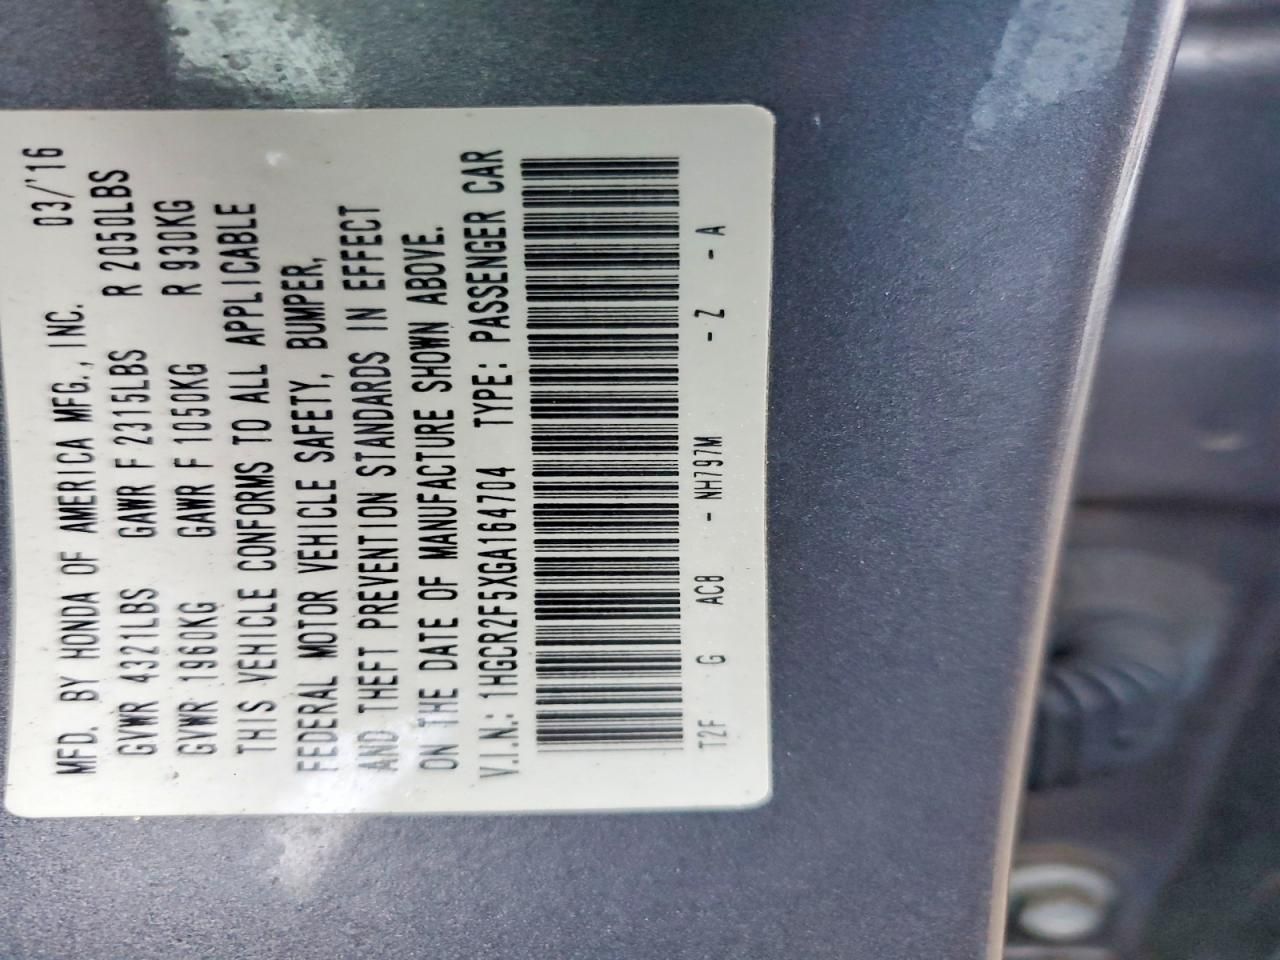 MFD. BY HONDA OF AMERICA MFG., INC. 03/'16
GVWR 4321LBS GAWR F 2315LBS R 2050LBS
GVWR 1960KG GAWR F 1050KG R 930KG
THIS VEHICLE CONFORMS TO ALL APPLICABLE
FEDERAL MOTOR VEHICLE SAFETY, BUMPER,
AND THEFT PREVENTION STANDARDS IN EFFECT
ON THE DATE OF MANUFACTURE SHOWN ABOVE.
V.I.N.: 1HGCR2F5XGA164704 TYPE: PASSENGER CAR
T2F G ACB - NH797M - Z - A